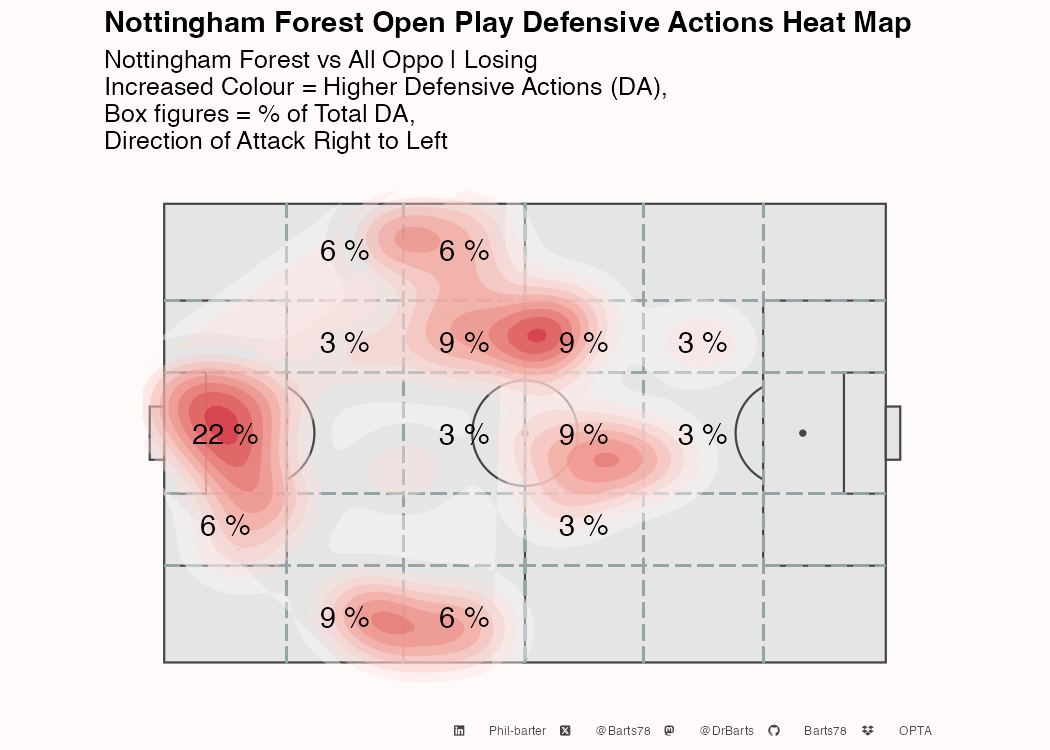 Nottingham Forest Open Play Defensive Actions Heat Map
Nottingham Forest vs All Oppo | Losing
Increased Colour = Higher Defensive Actions (DA),
Box figures = % of Total DA,
Direction of Attack Right to Left
6 % 6 %
3 % 9 % 9 % 3 %
22 % 3 % 9 % 3 %
6 % 3 %
9 % 6 %
Phil-barter @Barts78 @DrBarts Barts78 OPTA